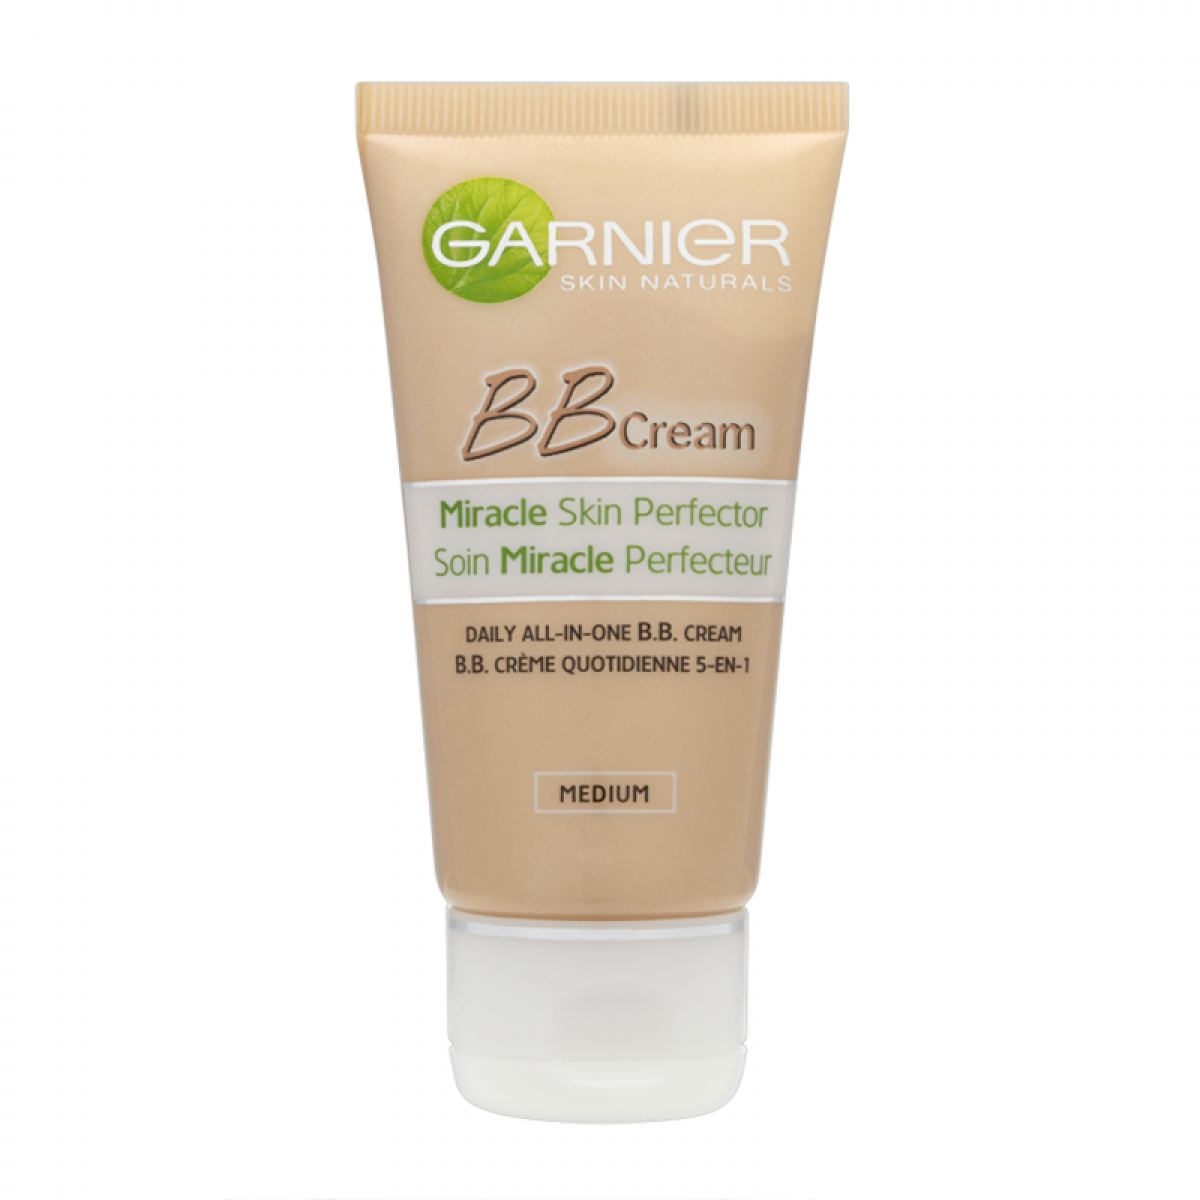 GARNIER
SKIN NATURALS
BB Cream
Miracle Skin Perfector
Soin Miracle Perfecteur
DAILY ALL-IN-ONE B.B. CREAM
B.B. CRÈME QUOTIDIENNE 5-EN-1
MEDIUM